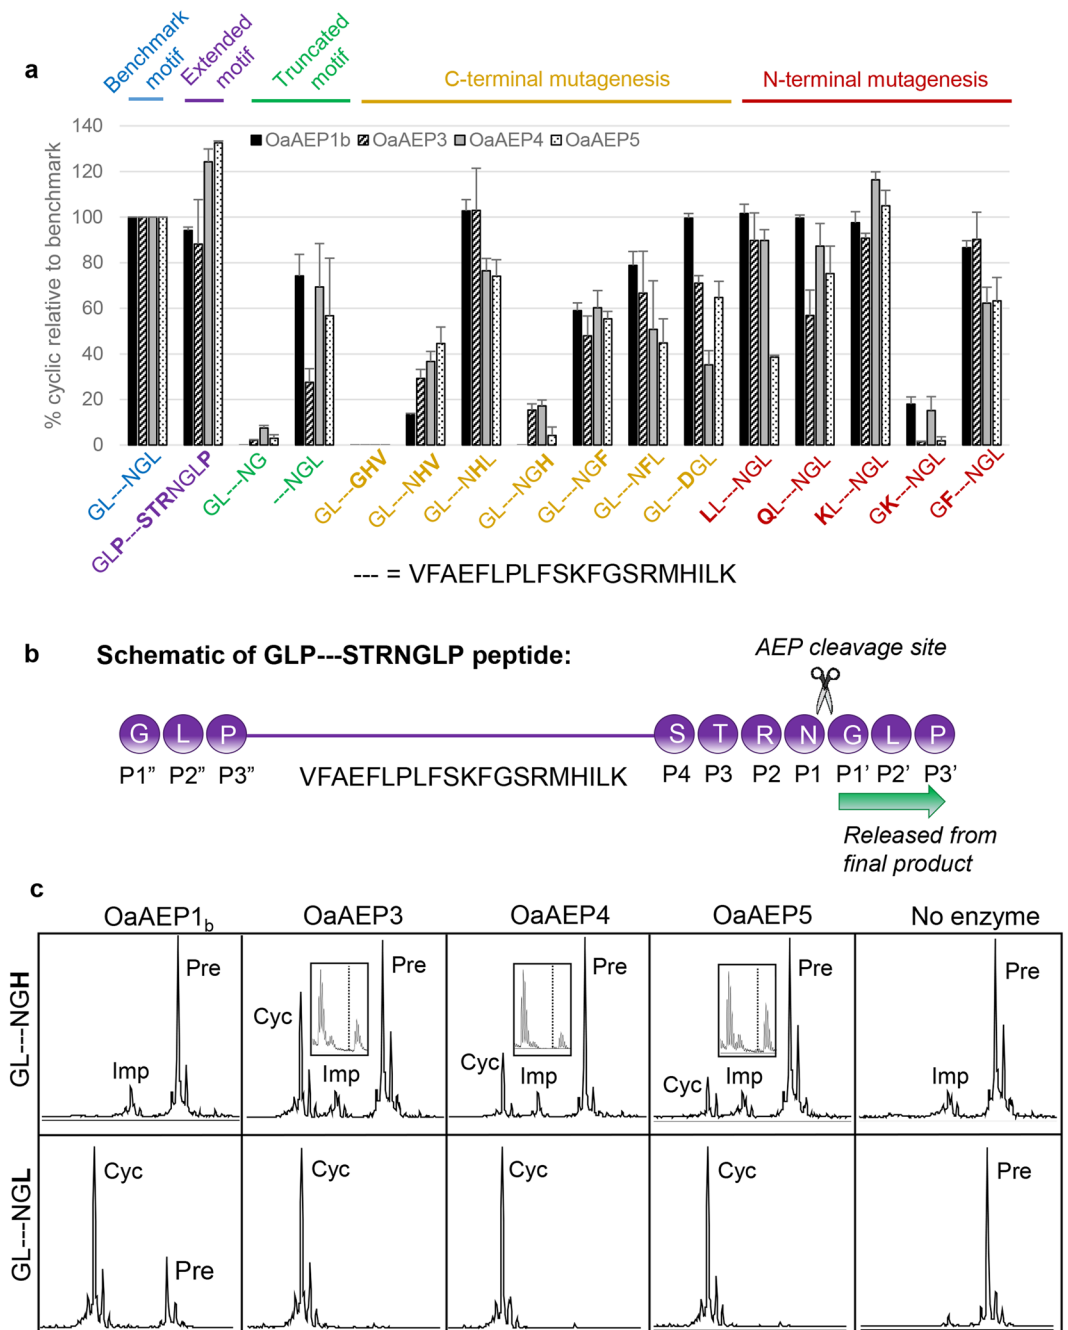 a
Benchmark motif
Extended motif
Truncated motif
C-terminal mutagenesis
N-terminal mutagenesis
% cyclic relative to benchmark
140
120
100
80
60
40
20
0
OaAEP1b OaAEP3 OaAEP4 OaAEP5
GL---NGL
GLP---STRNGLP
GL---NG
---NGL
GL---GHV
GL---NHV
GL---NHL
GL---NGH
GL---NGF
GL---NFL
GL---DGL
LL---NGL
QL---NGL
KL---NGL
GK---NGL
GF---NGL
--- = VFAEFLPLFSKFGSRMHILK
b
Schematic of GLP---STRNGLP peptide:
AEP cleavage site
G L P S T R N G L P
P1” P2” P3” VFAEFLPLFSKFGSRMHILK P4 P3 P2 P1 P1’ P2’ P3’
Released from
final product
c
OaAEP1b OaAEP3 OaAEP4 OaAEP5 No enzyme
GL---NGH
Imp Pre
Cyc Imp Pre
Cyc Imp Pre
Cyc Imp Pre
Imp Pre
GL---NGL
Cyc Pre
Cyc
Cyc
Cyc
Pre